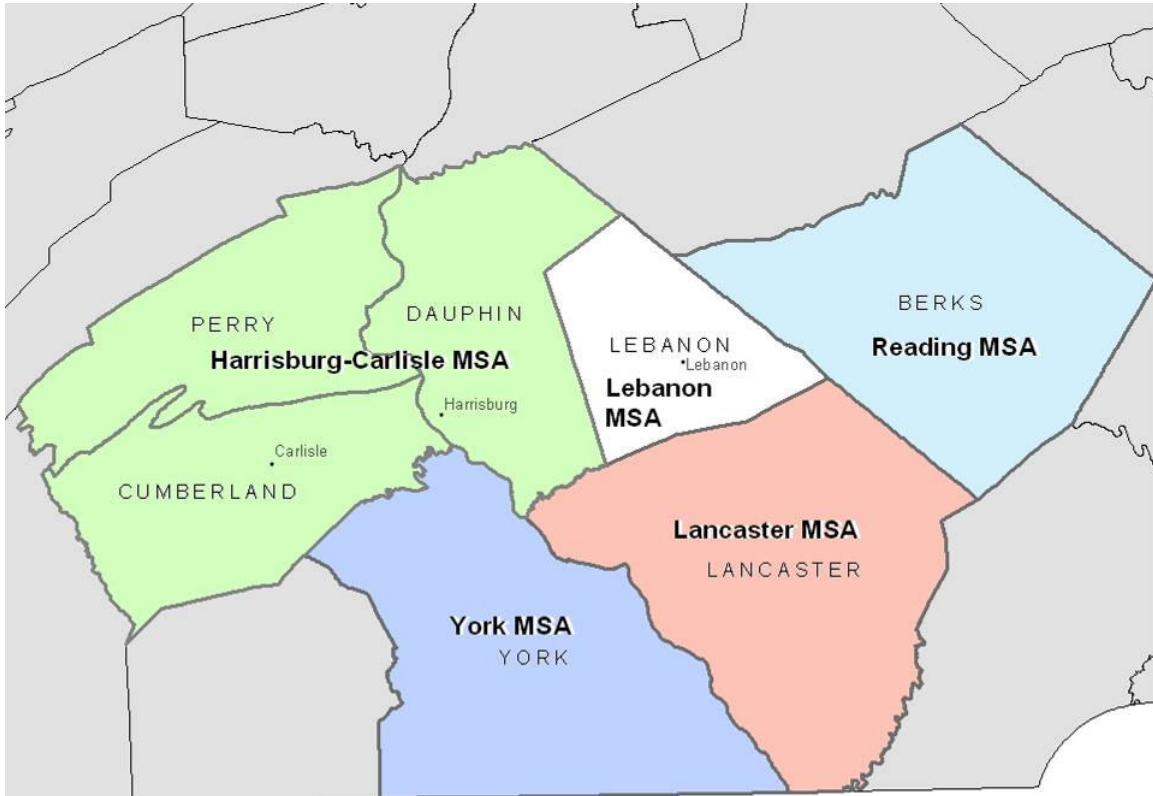 BERKS
Reading MSA
PERRY
DAUPHIN
Harrisburg-Carlisle MSA
LEBANON
Lebanon
Lebanon
MSA
Harrisburg
Carlisle
CUMBERLAND
Lancaster MSA
LANCASTER
York MSA
YORK